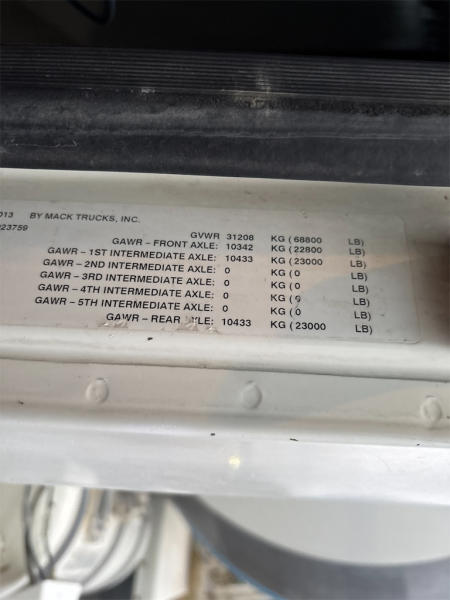 013 BY MACK TRUCKS, INC.
923759
GVWR 31208 KG (68800 LB)
GAWR – FRONT AXLE: 10342 KG (22800 LB)
GAWR – 1ST INTERMEDIATE AXLE: 10433 KG (23000 LB)
GAWR – 2ND INTERMEDIATE AXLE: 0 KG (0 LB)
GAWR – 3RD INTERMEDIATE AXLE: 0 KG (0 LB)
GAWR – 4TH INTERMEDIATE AXLE: 0 KG (0 LB)
GAWR – 5TH INTERMEDIATE AXLE: 0 KG (0 LB)
GAWR – REAR AXLE: 10433 KG (23000 LB)